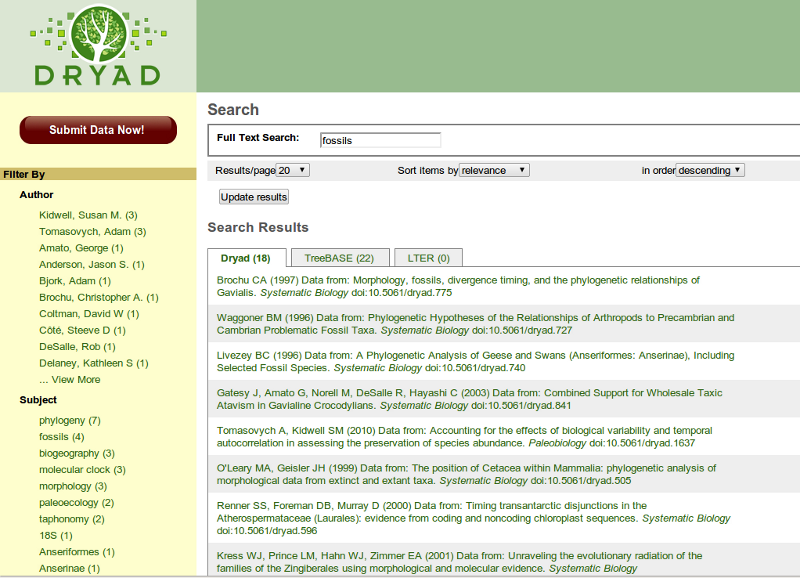 DRYAD
Submit Data Now!
Filter By
Author
Kidwell, Susan M. (3)
Tomasovych, Adam (3)
Amato, George (1)
Anderson, Jason S. (1)
Bjork, Adam (1)
Brochu, Christopher A. (1)
Coltman, David W (1)
Côté, Steeve D (1)
DeSalle, Rob (1)
Delaney, Kathleen S (1)
... View More
Subject
phylogeny (7)
fossils (4)
biogeography (3)
molecular clock (3)
morphology (3)
paleoecology (2)
taphonomy (2)
18S (1)
Anseriformes (1)
Anserinae (1)
Search
Full Text Search: fossils
Results/page 20 Sort items by relevance in order descending
Update results
Search Results
Dryad (18) TreeBASE (22) LTER (0)
Brochu CA (1997) Data from: Morphology, fossils, divergence timing, and the phylogenetic relationships of
Gavialis. Systematic Biology doi:10.5061/dryad.775
Waggoner BM (1996) Data from: Phylogenetic Hypotheses of the Relationships of Arthropods to Precambrian and
Cambrian Problematic Fossil Taxa. Systematic Biology doi:10.5061/dryad.727
Livezey BC (1996) Data from: A Phylogenetic Analysis of Geese and Swans (Anseriformes: Anserinae), Including
Selected Fossil Species. Systematic Biology doi:10.5061/dryad.740
Gatesy J, Amato G, Norell M, DeSalle R, Hayashi C (2003) Data from: Combined Support for Wholesale Taxic
Atavism in Gavialine Crocodylians. Systematic Biology doi:10.5061/dryad.841
Tomasovych A, Kidwell SM (2010) Data from: Accounting for the effects of biological variability and temporal
autocorrelation in assessing the preservation of species abundance. Paleobiology doi:10.5061/dryad.1637
O'Leary MA, Geisler JH (1999) Data from: The position of Cetacea within Mammalia: phylogenetic analysis of
morphological data from extinct and extant taxa. Systematic Biology doi:10.5061/dryad.505
Renner SS, Foreman DB, Murray D (2000) Data from: Timing transantarctic disjunctions in the
Atherospermataceae (Laurales): evidence from coding and noncoding chloroplast sequences. Systematic Biology
doi:10.5061/dryad.596
Kress WJ, Prince LM, Hahn WJ, Zimmer EA (2001) Data from: Unraveling the evolutionary radiation of the
families of the Zingiberales using morphological and molecular evidence. Systematic Biology